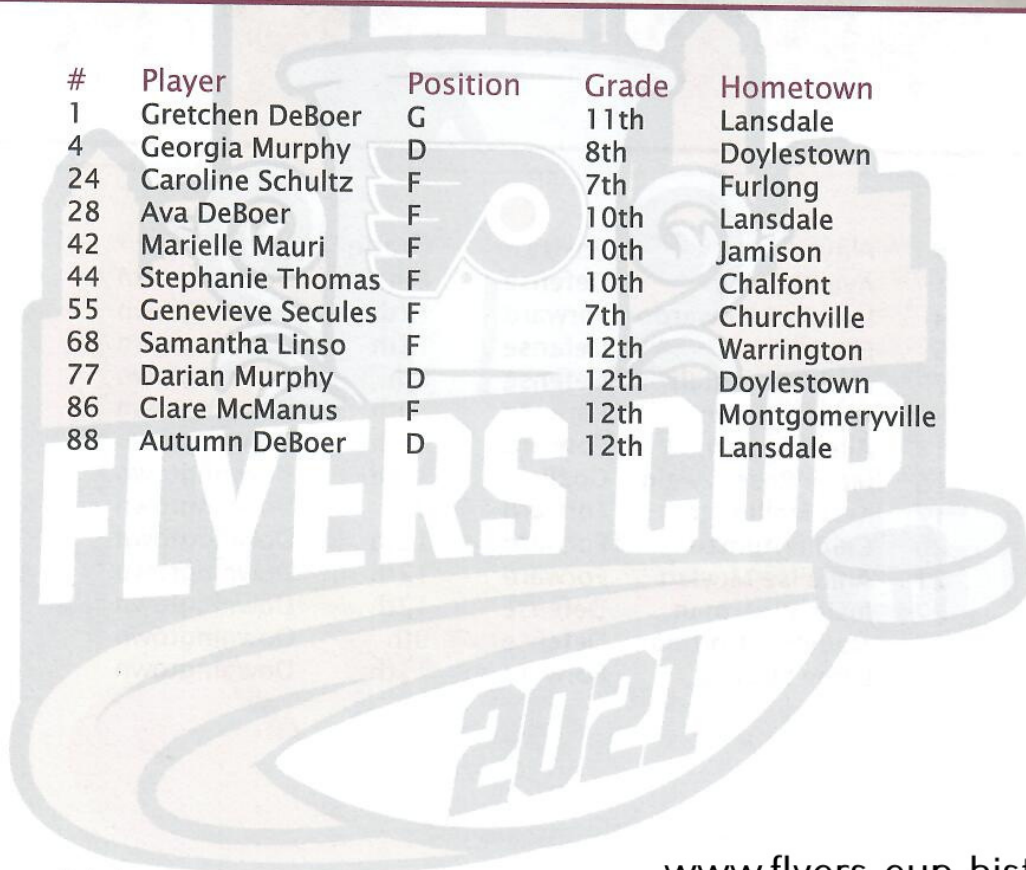 # Player Position Grade Hometown
1 Gretchen DeBoer G 11th Lansdale
4 Georgia Murphy D 8th Doylestown
24 Caroline Schultz F 7th Furlong
28 Ava DeBoer F 10th Lansdale
42 Marielle Mauri F 10th Jamison
44 Stephanie Thomas F 10th Chalfont
55 Genevieve Secules F 7th Churchville
68 Samantha Linso F 12th Warrington
77 Darian Murphy D 12th Doylestown
86 Clare McManus F 12th Montgomeryville
88 Autumn DeBoer D 12th Lansdale
FLYERS CUP
2021